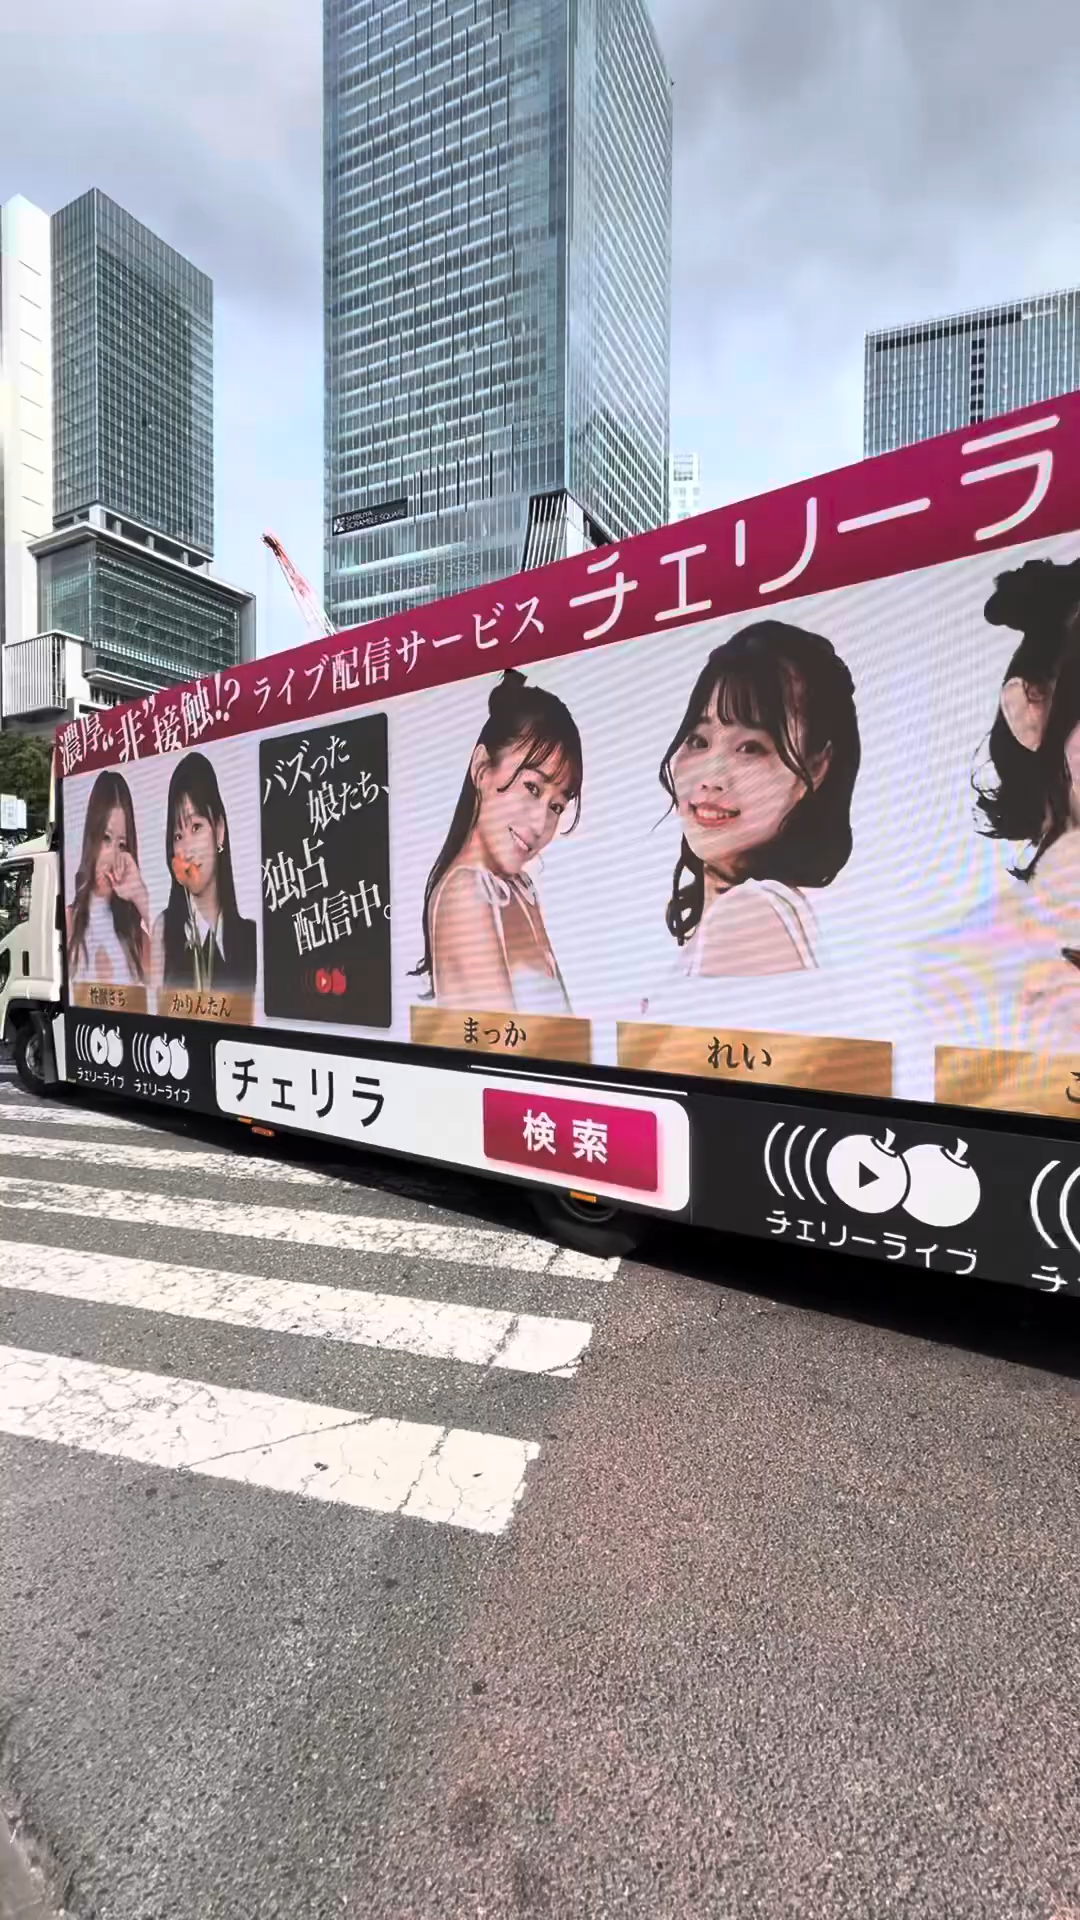 SHIBUYA
SCRAMBLE SQUARE
濃厚“非”接触!? ライブ配信サービス チェリーラ
バズった
娘たち、
独占
配信中。
かりんたん
まっか
れい
チェリーライブ
チェリーライブ
チェリラ
検索
チェリーライブ